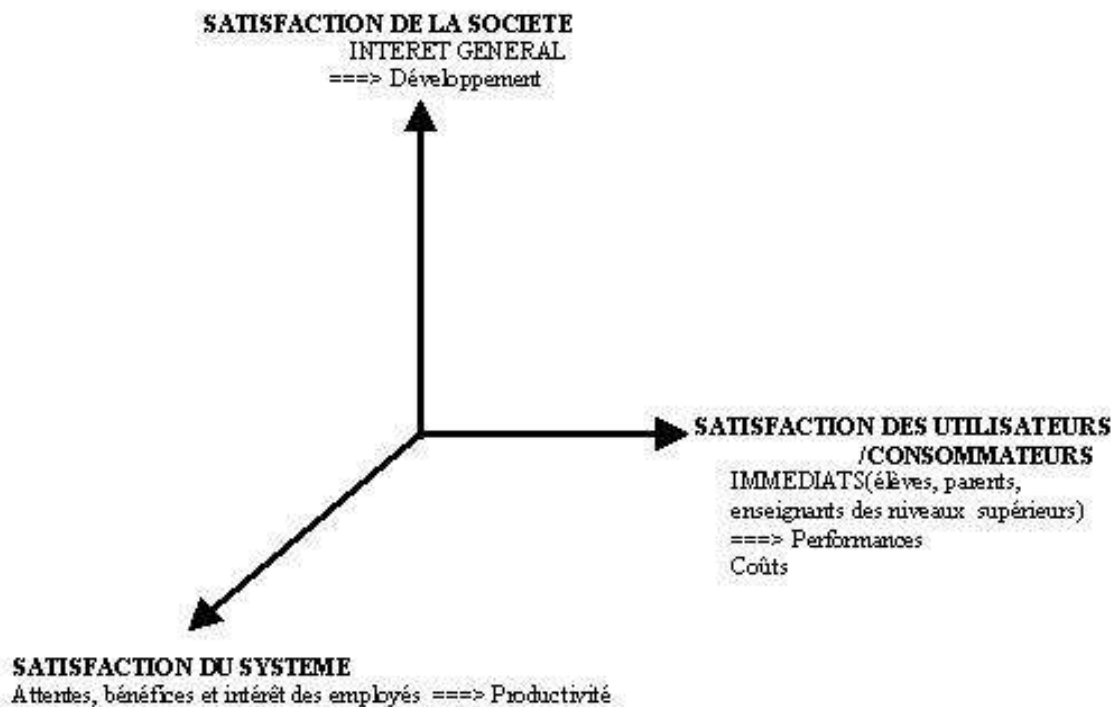 SATISFACTION DE LA SOCIETE
INTERET GENERAL
===> Développement
SATISFACTION DES UTILISATEURS
/CONSOMMATEURS
IMMEDIATS(élèves, parents,
enseignants des niveaux supérieurs)
===> Performances
Coûts
SATISFACTION DU SYSTEME
Attentes, bénéfices et intérêt des employés ===> Productivité